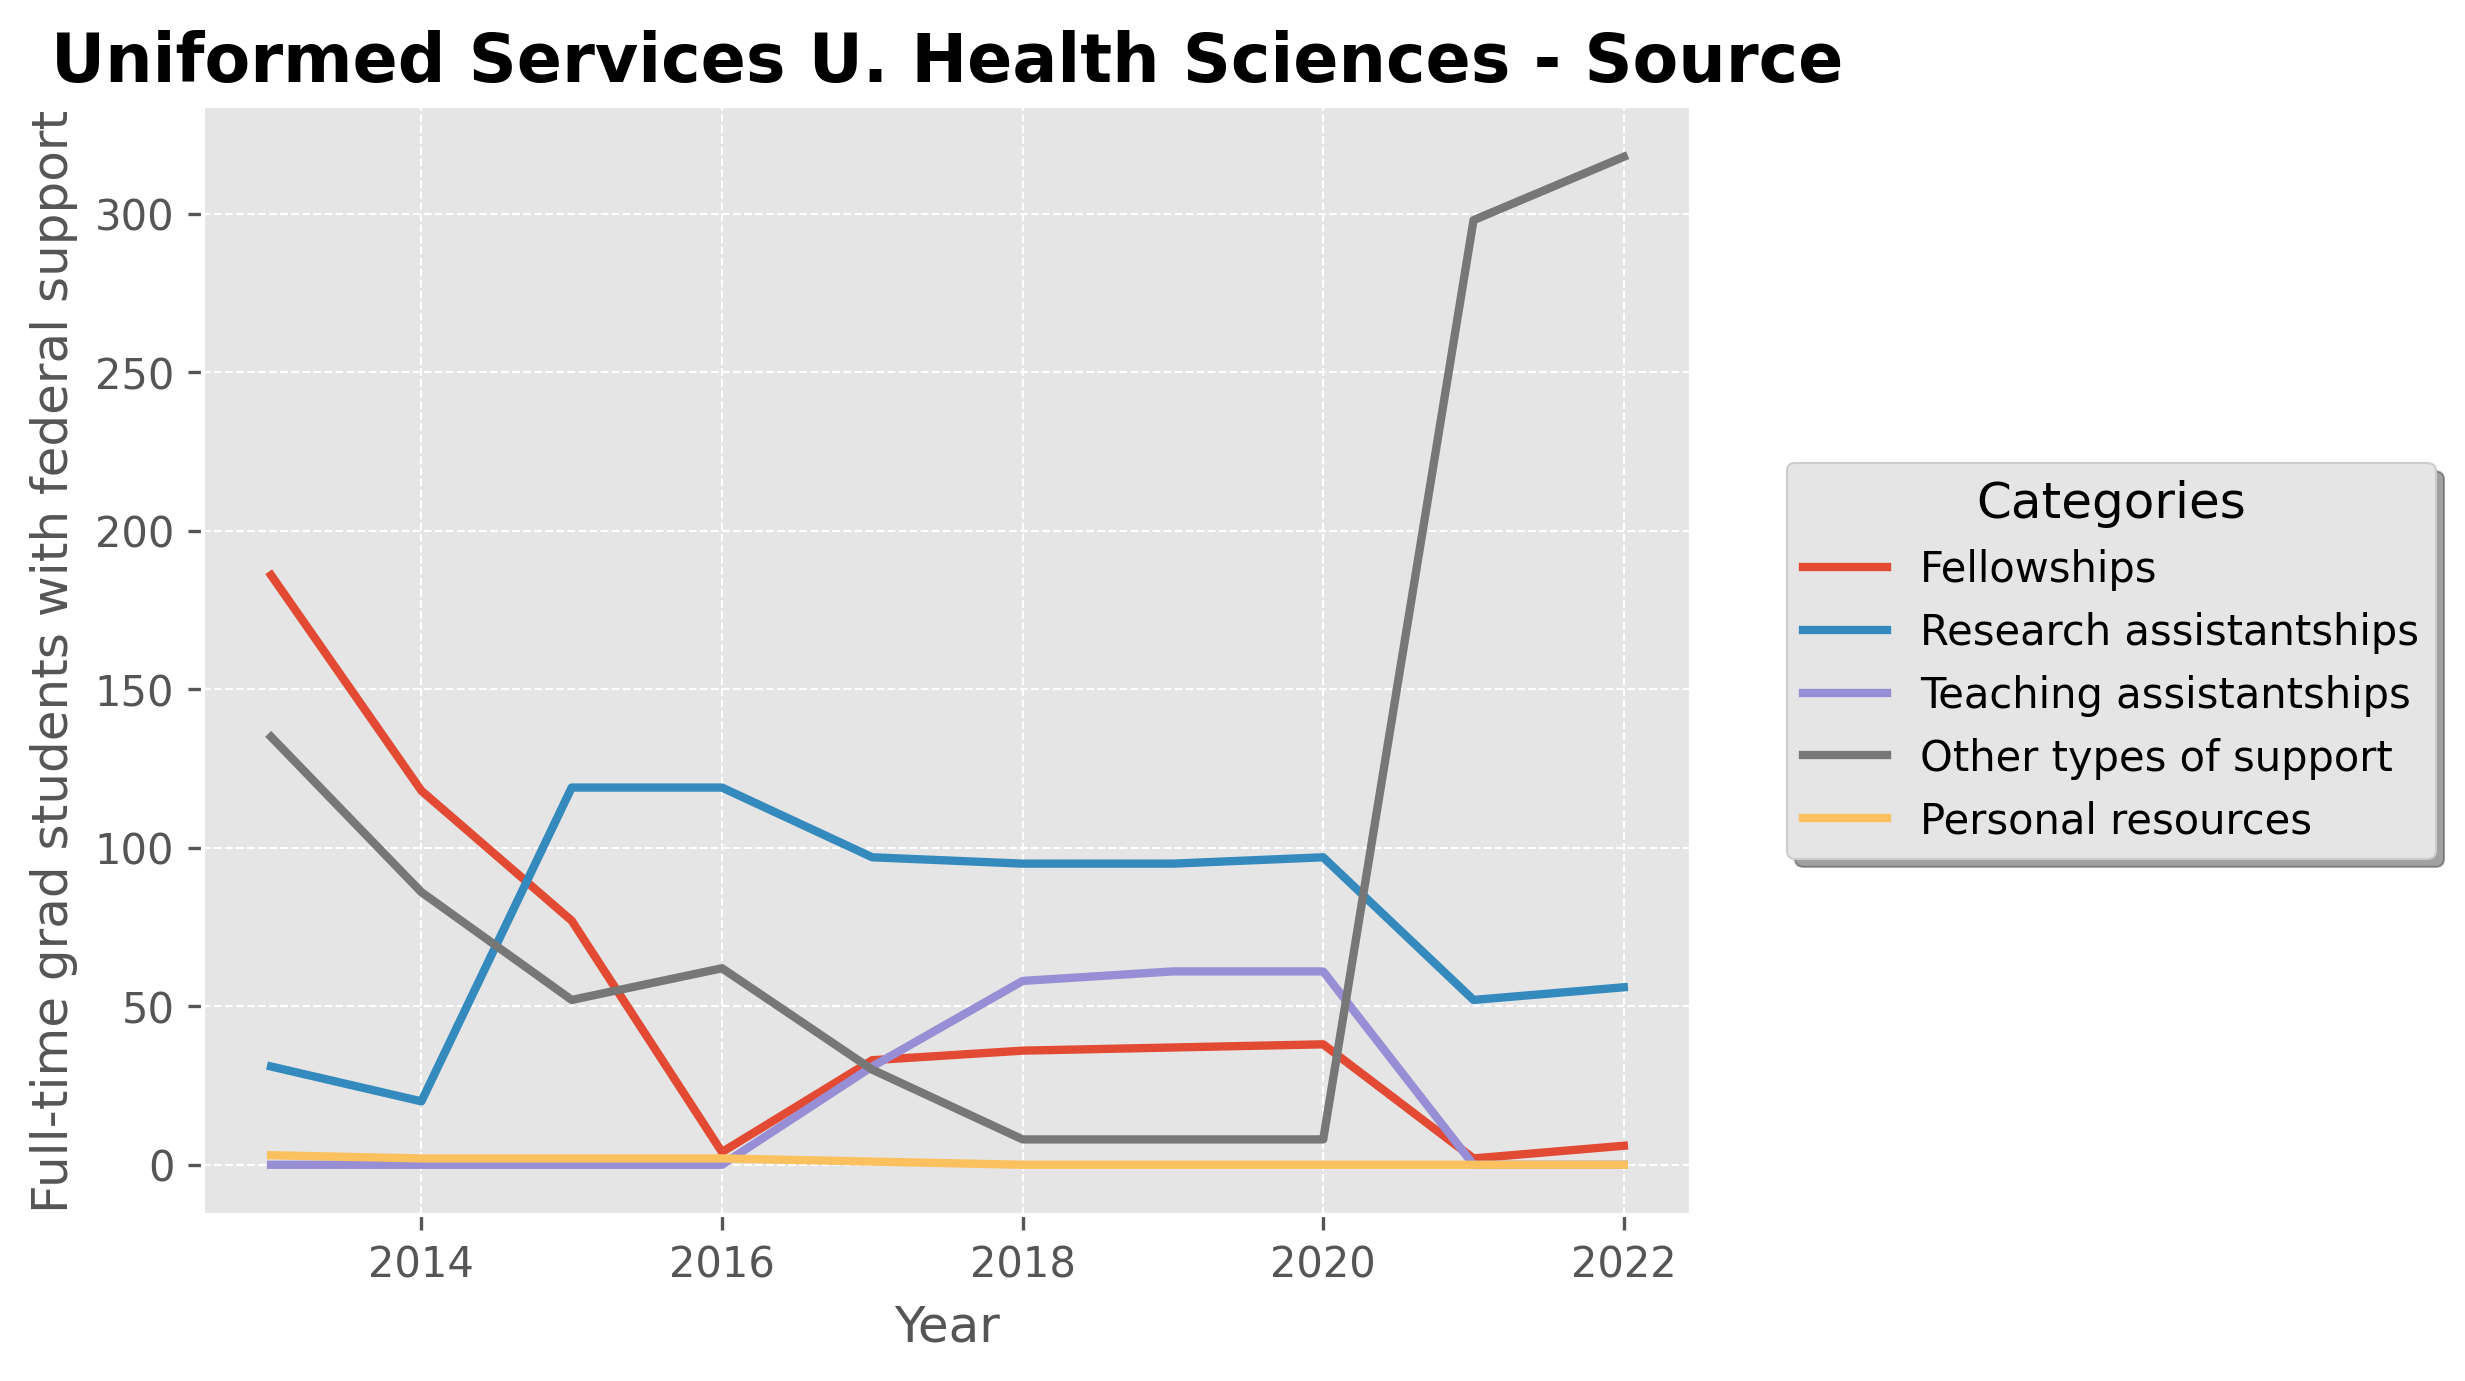 Uniformed Services U. Health Sciences - Source
Full-time grad students with federal support
300
250
200
150
100
50
0
2014 2016 2018 2020 2022
Year
Categories
Fellowships
Research assistantships
Teaching assistantships
Other types of support
Personal resources